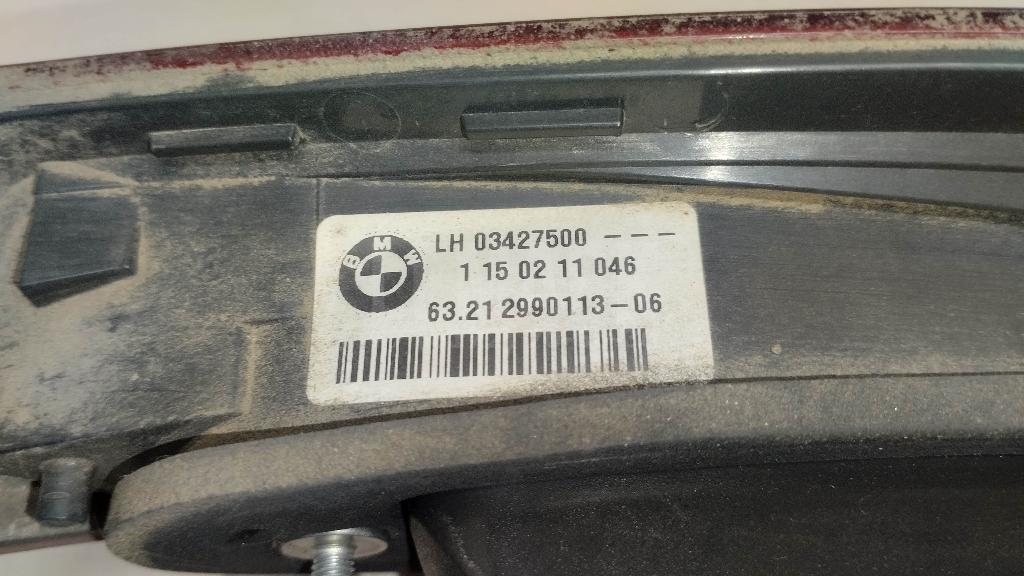 BMW
LH 03427500 ---
1 15 02 11 046
63.21 2990113-06